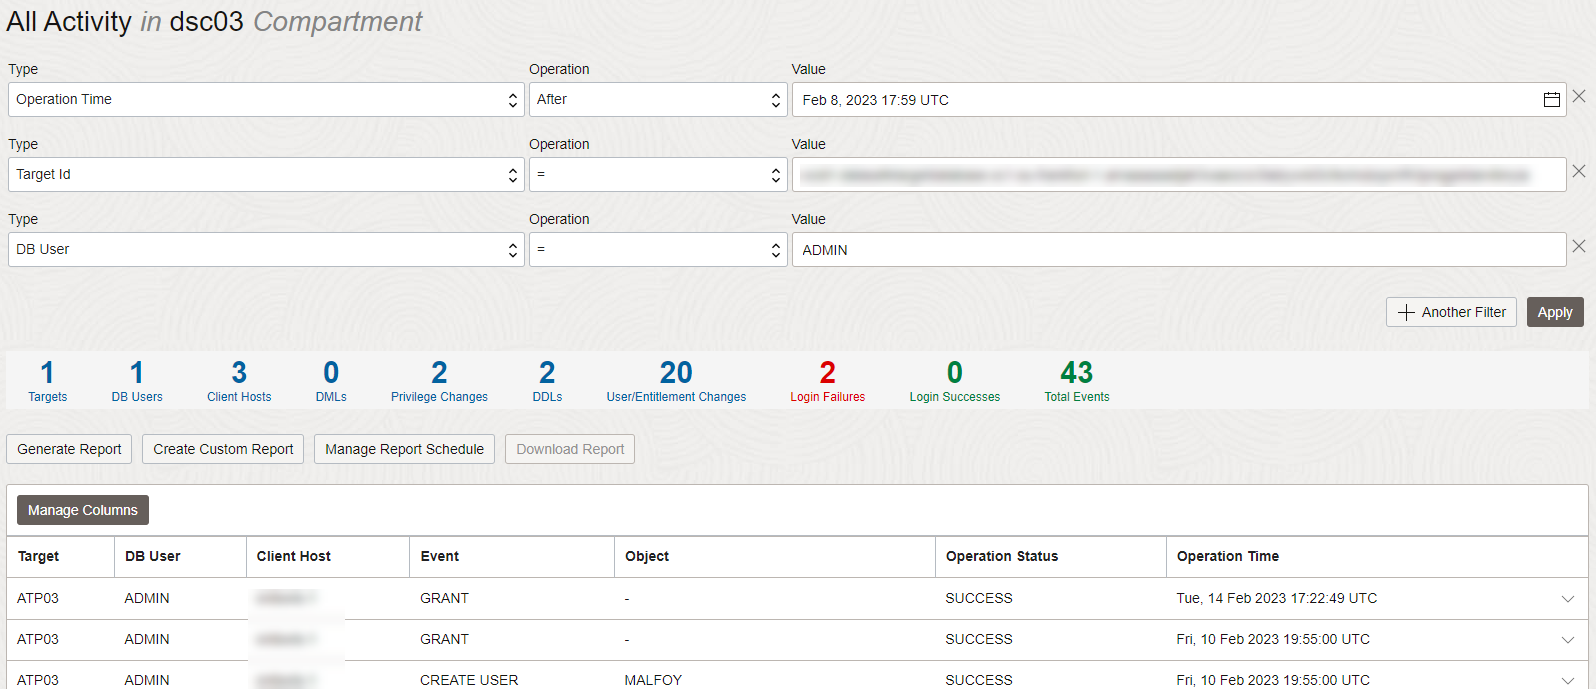 All Activity in dsc03 Compartment
Type Operation Value
Operation Time After Feb 8, 2023 17:59 UTC
Type Operation Value
Target Id =
Type Operation Value
DB User = ADMIN
Another Filter Apply
1 1 3 0 2 2 20 2 0 43
Targets DB Users Client Hosts DMLs Privilege Changes DDLs User/Entitlement Changes Login Failures Login Successes Total Events
Generate Report Create Custom Report Manage Report Schedule Download Report
Manage Columns
Target DB User Client Host Event Object Operation Status Operation Time
ATP03 ADMIN GRANT - SUCCESS Tue, 14 Feb 2023 17:22:49 UTC
ATP03 ADMIN GRANT - SUCCESS Fri, 10 Feb 2023 19:55:00 UTC
ATP03 ADMIN CREATE USER MALFOY SUCCESS Fri, 10 Feb 2023 19:55:00 UTC